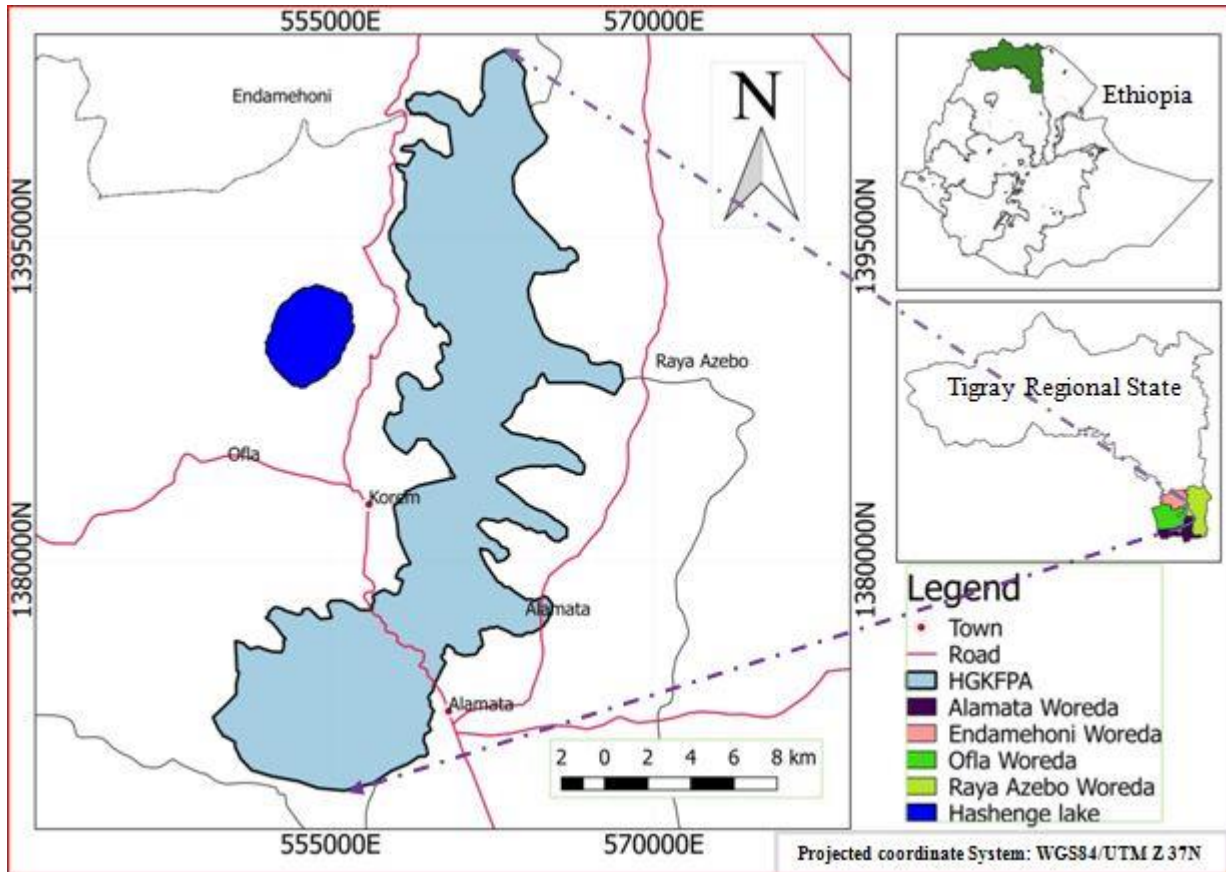 555000E
570000E
Endamehoni
N
Ethiopia
1395000N
1395000N
Raya Azebo
Tigray Regional State
Ofla
Korem
1380000N
1380000N
Alamata
Alamata
2 0 2 4 6 8 km
Legend
Town
Road
HGKFPA
Alamata Woreda
Endamehoni Woreda
Ofla Woreda
Raya Azebo Woreda
Hashenge lake
555000E
570000E
Projected coordinate System: WGS84/UTM Z 37N